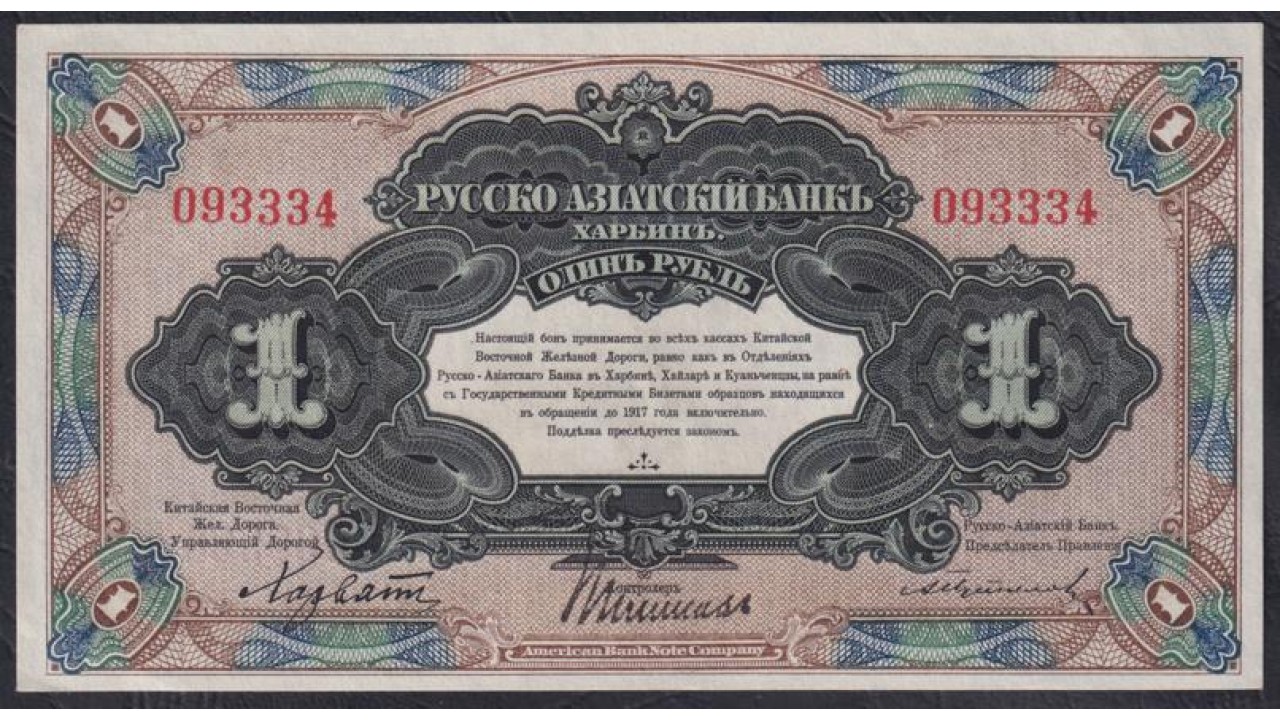 093334
093334
РУССКО АЗІАТСКІЙ БАНКЪ
ХАРБИНЪ.
ОДИНЪ РУБЛЬ
1
1
Настоящій бонъ принимается во всѣхъ кассахъ Китайской
Восточной Желѣзной Дороги, равно какъ въ Отдѣленіяхъ
Русско-Азіатскаго Банка въ Харбинѣ, Хайларѣ и Куаньченцзы, на равнѣ
съ Государственными Кредитными Билетами образцовъ находящихся
въ обращеніи до 1917 года включительно.
Поддѣлка преслѣдуется закономъ.
Китайская Восточная
Жел. Дорога.
Управляющій Дорогой
Хорватъ
Контролеръ
Русско-Азіатскій Банкъ.
Предсѣдатель Правленія
American Bank Note Company